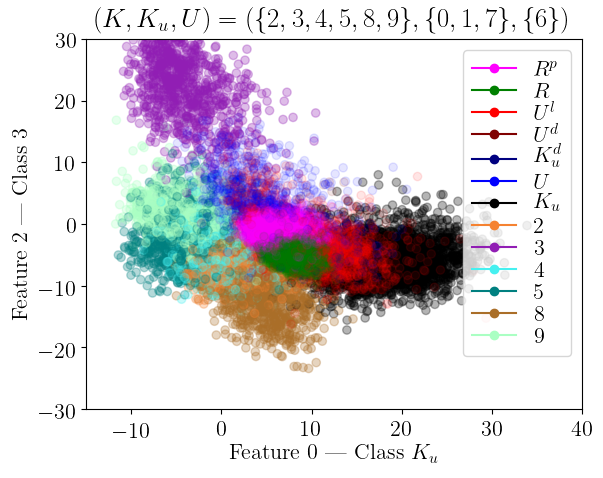 (K, K_u, U) = ({2, 3, 4, 5, 8, 9}, {0, 1, 7}, {6})
30
20
10
0
−10
−20
−30
Feature 2 — Class 3
R^p
R
U^l
U^d
K_u^d
U
K_u
2
3
4
5
8
9
−10
0
10
20
30
40
Feature 0 — Class K_u